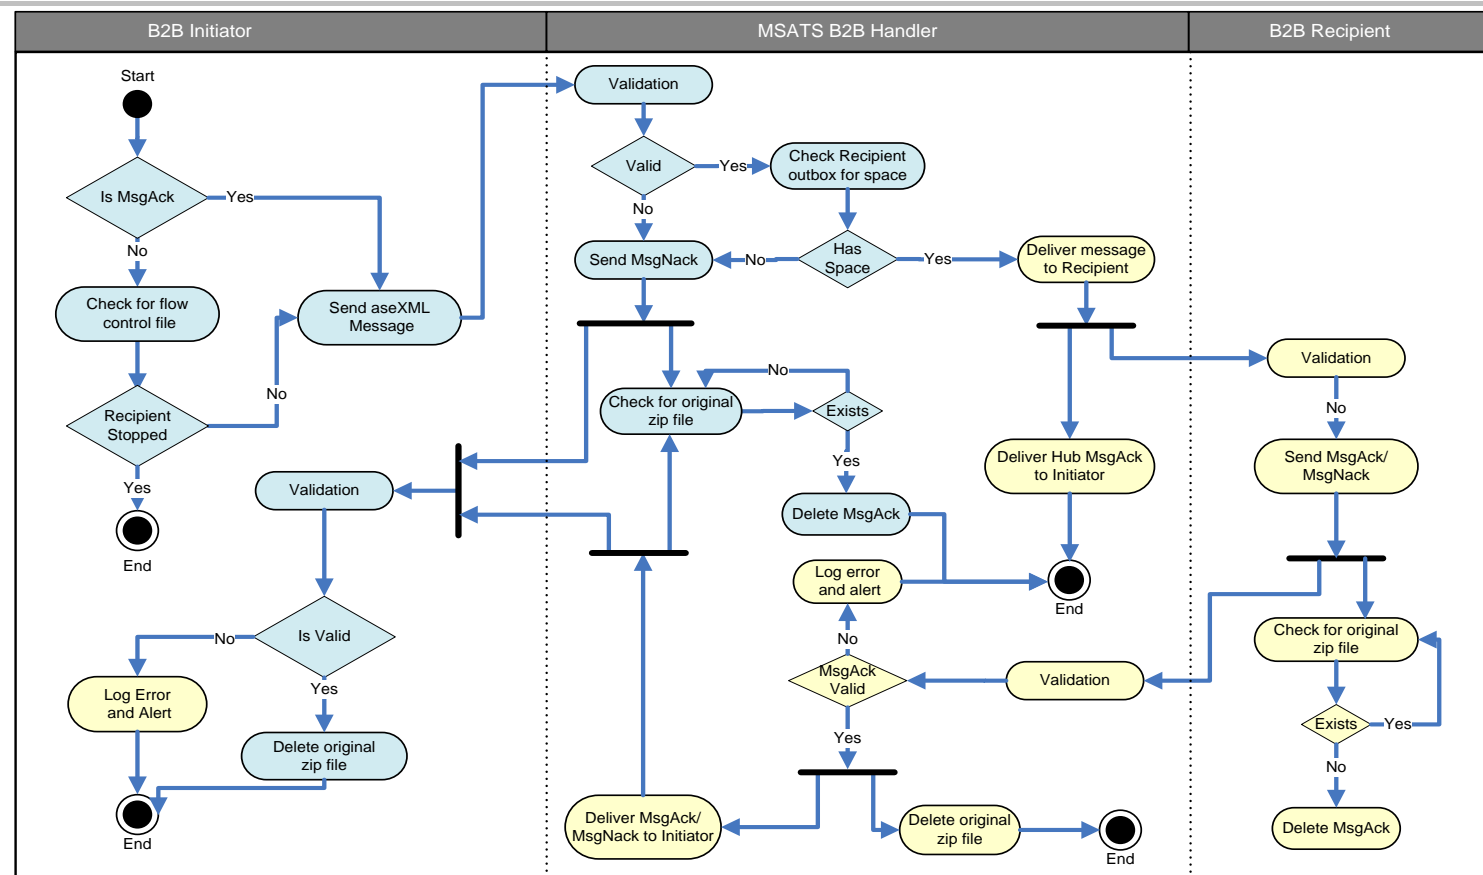 B2B Initiator
MSATS B2B Handler
B2B Recipient
Start
Is MsgAck
Yes
No
Check for flow
control file
Recipient
Stopped
No
Yes
End
Send aseXML
Message
Validation
Is Valid
No
Yes
Log Error
and Alert
Delete original
zip file
End
Validation
Valid
Yes
No
Check Recipient
outbox for space
Send MsgNack
No
Has
Space
Yes
Deliver message
to Recipient
Check for original
zip file
No
Exists
Yes
Delete MsgAck
Deliver Hub MsgAck
to Initiator
Log error
and alert
End
No
MsgAck
Valid
Validation
Yes
Deliver MsgAck/
MsgNack to Initiator
Delete original
zip file
End
Validation
No
Send MsgAck/
MsgNack
Check for original
zip file
Exists
Yes
No
Delete MsgAck